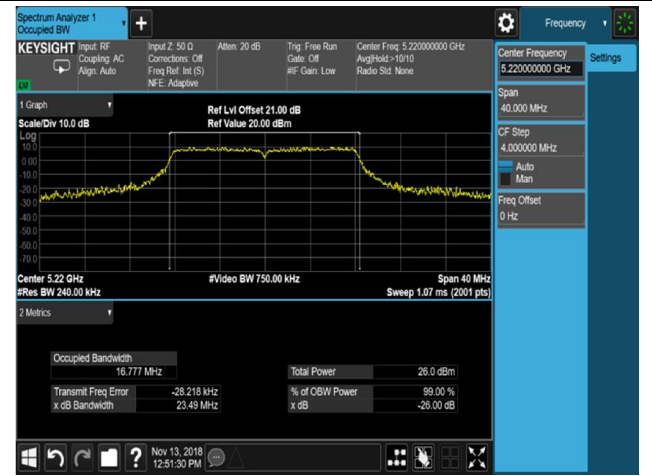 Spectrum Analyzer 1
Occupied BW
Frequency
KEYSIGHT
Input: RF
Coupling: AC
Align: Auto
Input Z: 50 Ω
Corrections: Off
Freq Ref: Int (S)
NFE: Adaptive
Atten: 20 dB
Trig: Free Run
Gate: Off
#IF Gain: Low
Center Freq: 5.220000000 GHz
Avg|Hold:>10/10
Radio Std: None
Center Frequency
5.220000000 GHz
Settings
Span
40.000 MHz
CF Step
4.000000 MHz
Auto
Man
Freq Offset
0 Hz
1 Graph
Scale/Div 10.0 dB
Ref Lvl Offset 21.00 dB
Ref Value 20.00 dBm
Log
10.0
0.00
-10.0
-20.0
-30.0
-40.0
-50.0
-60.0
-70.0
Center 5.22 GHz
#Res BW 240.00 kHz
#Video BW 750.00 kHz
Span 40 MHz
Sweep 1.07 ms (2001 pts)
2 Metrics
Occupied Bandwidth
16.777 MHz
Total Power 26.0 dBm
Transmit Freq Error -28.218 kHz
% of OBW Power 99.00 %
x dB Bandwidth 23.49 MHz
x dB -26.00 dB
?
Nov 13, 2018
12:51:30 PM